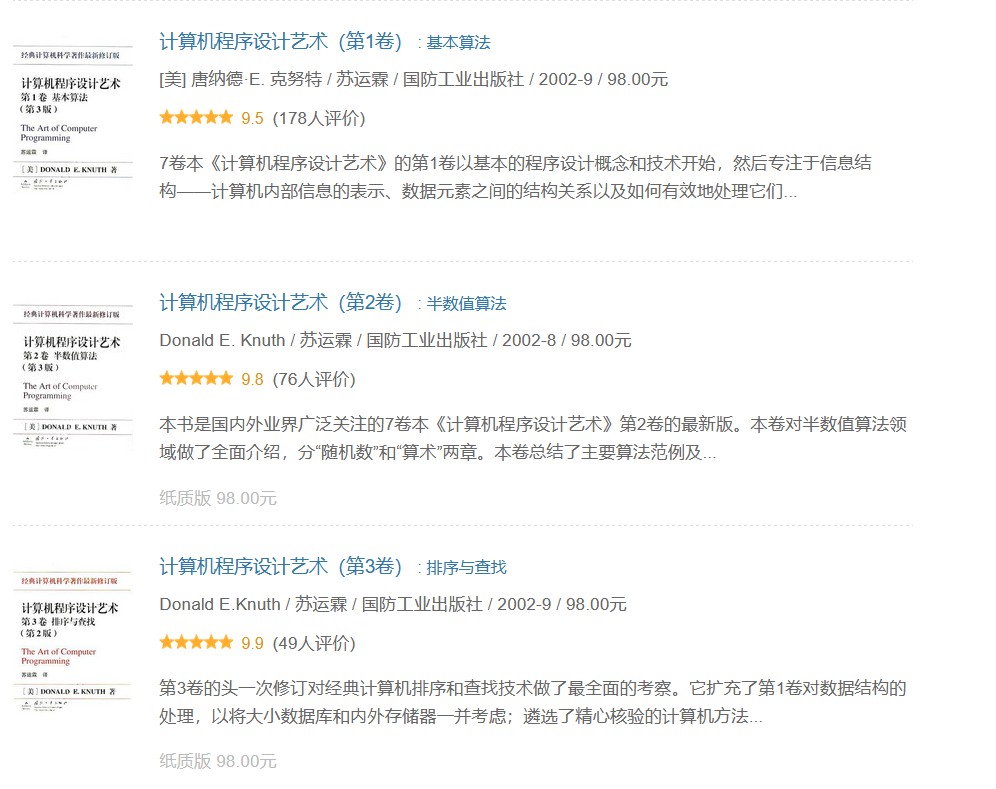 经典计算机科学著作最新修订版
计算机程序设计艺术
第1卷 基本算法
(第3版)
The Art of Computer
Programming
苏运霖 译
[美] DONALD E. KNUTH 著
计算机程序设计艺术（第1卷） : 基本算法
[美] 唐纳德·E. 克努特 / 苏运霖 / 国防工业出版社 / 2002-9 / 98.00元
9.5 (178人评价)
7卷本《计算机程序设计艺术》的第1卷以基本的程序设计概念和技术开始，然后专注于信息结
构——计算机内部信息的表示、数据元素之间的结构关系以及如何有效地处理它们...
经典计算机科学著作最新修订版
计算机程序设计艺术
第2卷 半数值算法
(第3版)
The Art of Computer
Programming
苏运霖 译
[美] DONALD E. KNUTH 著
计算机程序设计艺术（第2卷） : 半数值算法
Donald E. Knuth / 苏运霖 / 国防工业出版社 / 2002-8 / 98.00元
9.8 (76人评价)
本书是国内外业界广泛关注的7卷本《计算机程序设计艺术》第2卷的最新版。本卷对半数值算法领
域做了全面介绍，分“随机数”和“算术”两章。本卷总结了主要算法范例及...
纸质版 98.00元
经典计算机科学著作最新修订版
计算机程序设计艺术
第3卷 排序与查找
(第2版)
The Art of Computer
Programming
苏运霖 译
[美] DONALD E. KNUTH 著
计算机程序设计艺术（第3卷） : 排序与查找
Donald E.Knuth / 苏运霖 / 国防工业出版社 / 2002-9 / 98.00元
9.9 (49人评价)
第3卷的头一次修订对经典计算机排序和查找技术做了最全面的考察。它扩充了第1卷对数据结构的
处理，以将大小数据库和内外存储器一并考虑；遴选了精心核验的计算机方法...
纸质版 98.00元